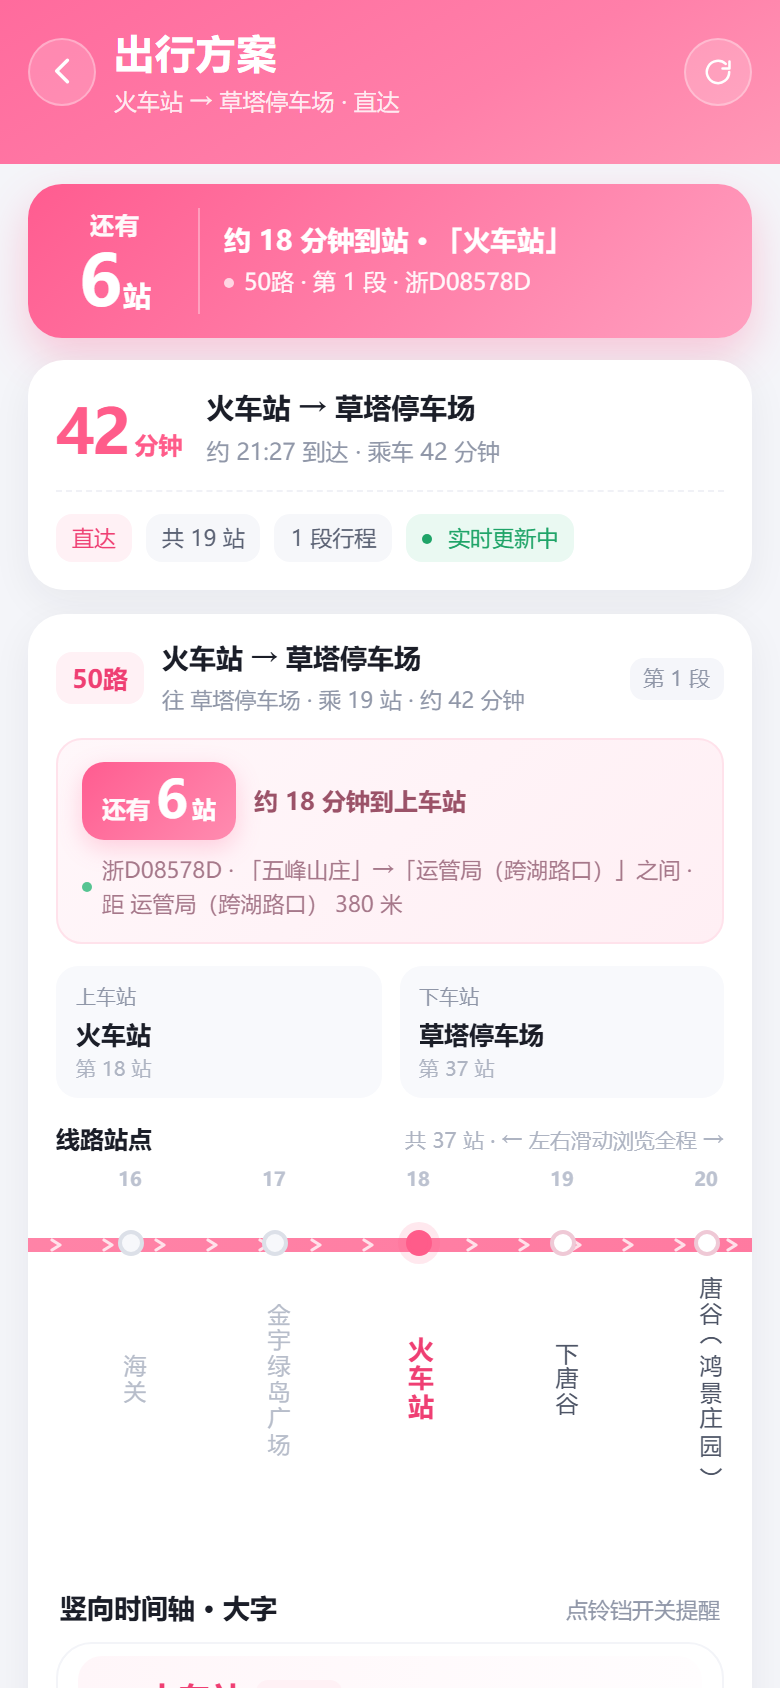 出行方案
火车站 → 草塔停车场 · 直达
还有
6站
约 18 分钟到站 • 「火车站」
50路 · 第 1 段 · 浙D08578D
42 分钟
火车站 → 草塔停车场
约 21:27 到达 · 乘车 42 分钟
直达
共 19 站
1 段行程
实时更新中
50路
火车站 → 草塔停车场
往 草塔停车场 · 乘 19 站 · 约 42 分钟
第 1 段
还有 6 站
约 18 分钟到上车站
浙D08578D · 「五峰山庄」→「运管局（跨湖路口）」之间 ·
距 运管局（跨湖路口） 380 米
上车站
火车站
第 18 站
下车站
草塔停车场
第 37 站
线路站点
共 37 站 · ← 左右滑动浏览全程 →
16
17
18
19
20
海关
金宇绿岛广场
火车站
下唐谷
唐谷（鸿景庄园）
竖向时间轴 • 大字
点铃铛开关提醒